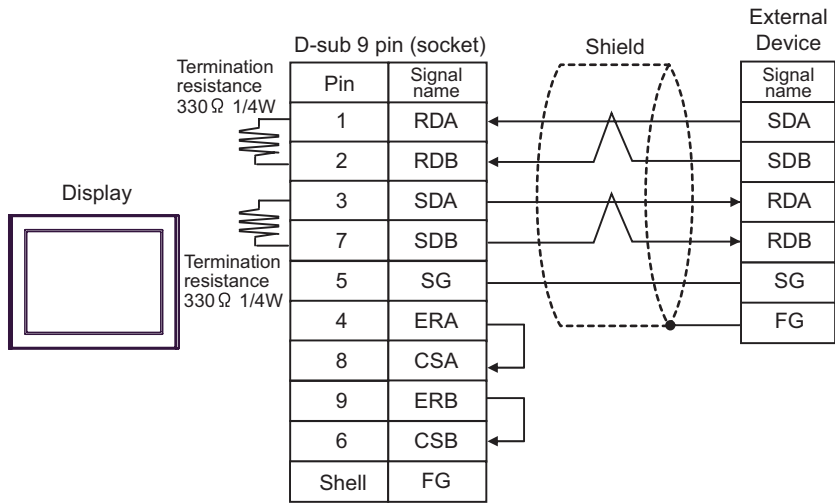 External
Device
D-sub 9 pin (socket)
Shield
Termination
resistance
330Ω 1/4W
Pin
Signal
name
Signal
name
1
RDA
SDA
2
RDB
SDB
Display
3
SDA
RDA
7
SDB
RDB
Termination
resistance
330Ω 1/4W
5
SG
SG
4
ERA
FG
8
CSA
9
ERB
6
CSB
Shell
FG